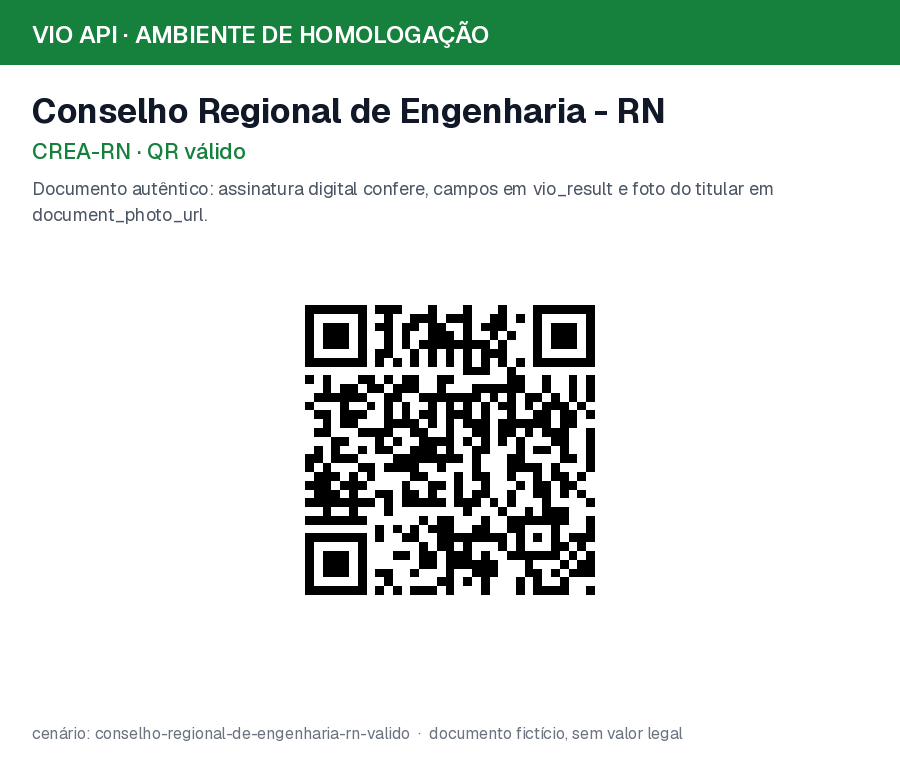 VIO API · AMBIENTE DE HOMOLOGAÇÃO
Conselho Regional de Engenharia - RN
CREA-RN · QR válido
Documento autêntico: assinatura digital confere, campos em vio_result e foto do titular em
document_photo_url.
cenário: conselho-regional-de-engenharia-rn-valido · documento fictício, sem valor legal